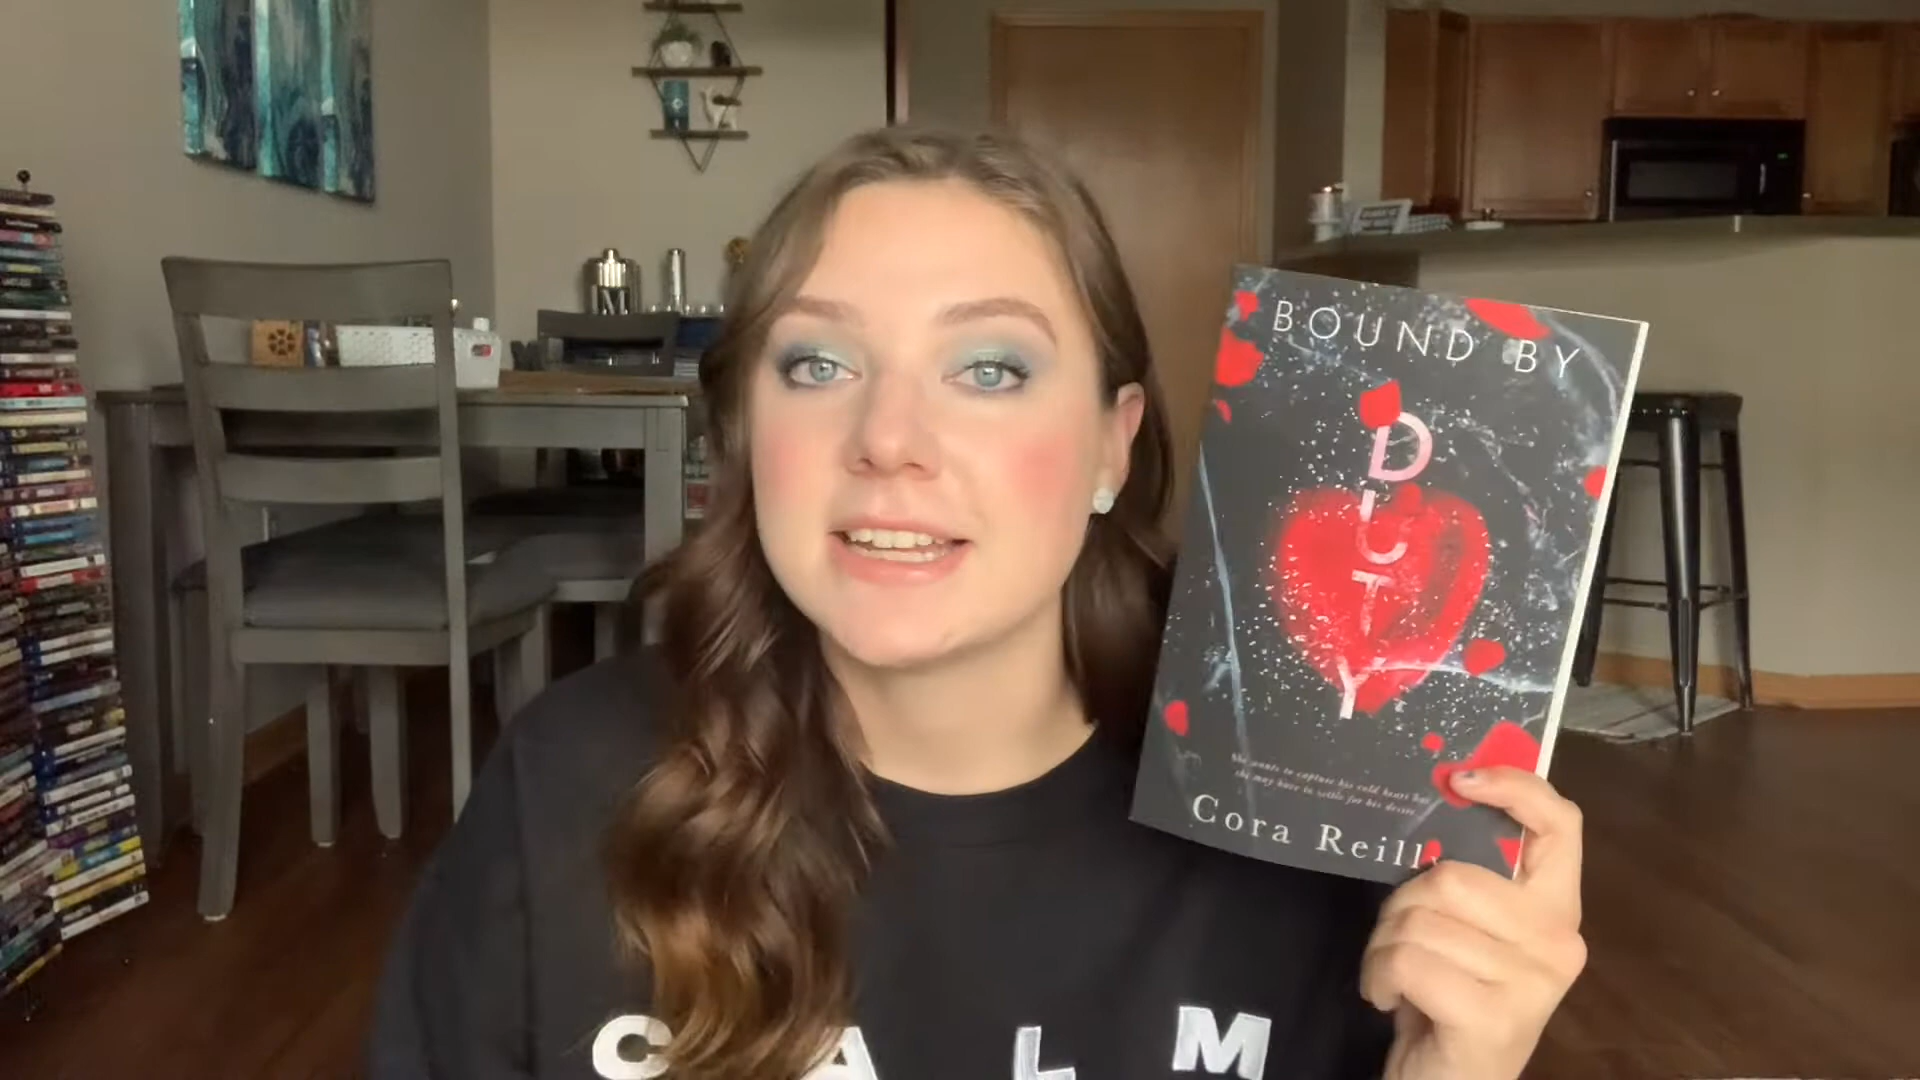 M
BOUND BY
DUTY
She wants to capture his cold heart but
she may have to settle for his desire
Cora Reilly
C A L M